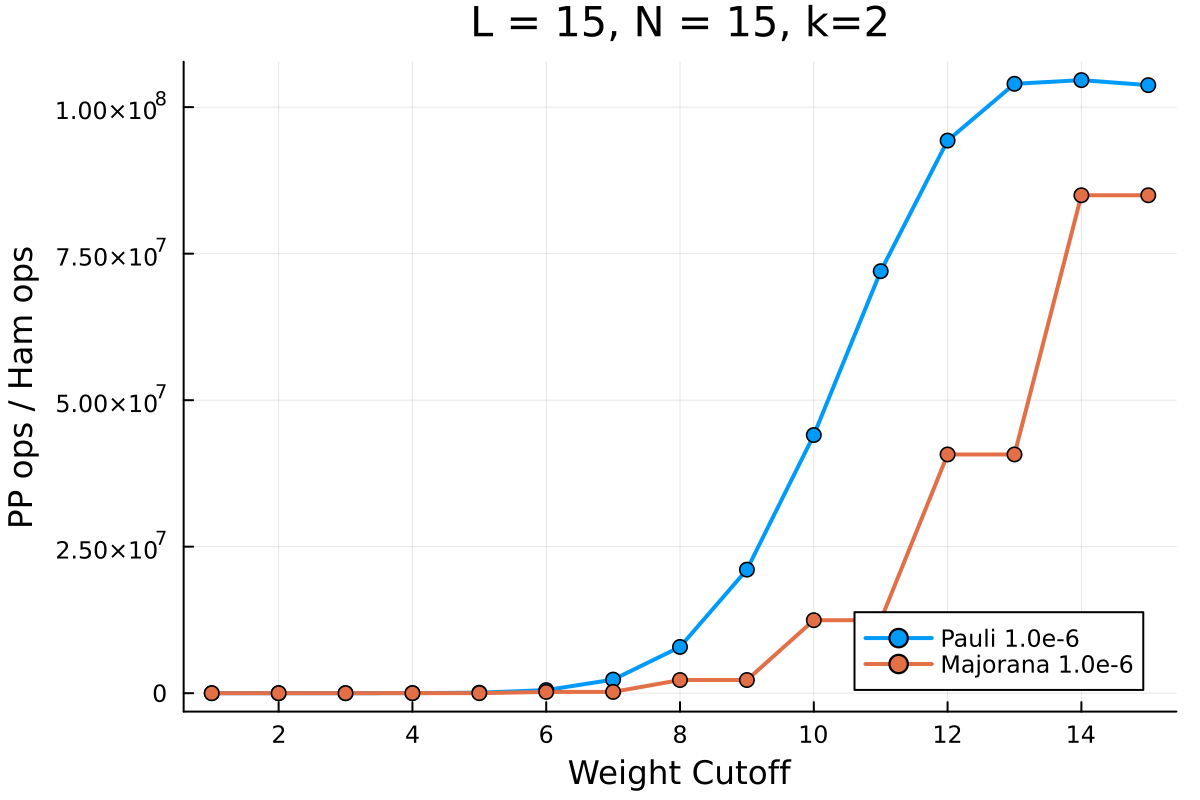 L = 15, N = 15, k=2
PP ops / Ham ops
1.00×10⁸
7.50×10⁷
5.00×10⁷
2.50×10⁷
0
Pauli 1.0e-6
Majorana 1.0e-6
2 4 6 8 10 12 14
Weight Cutoff